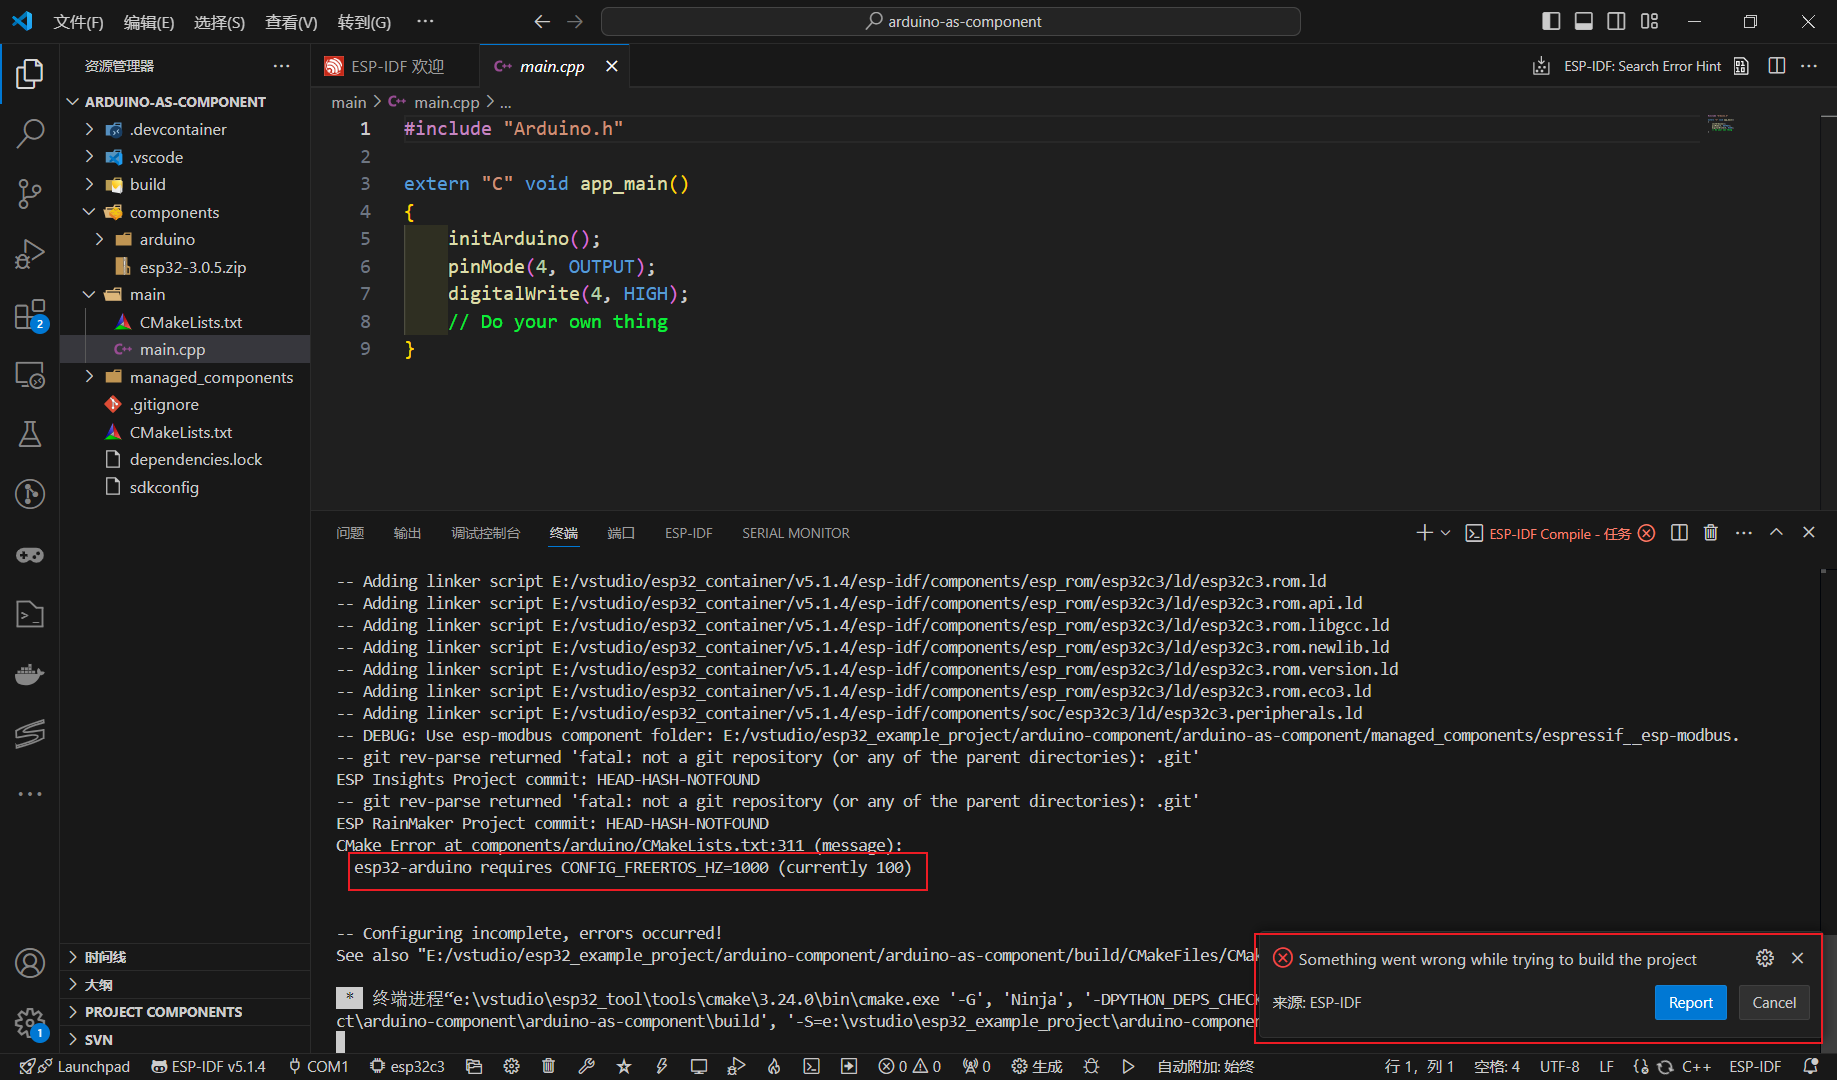 文件(F) 编辑(E) 选择(S) 查看(V) 转到(G) ··· arduino-as-component
资源管理器 ···
ARDUINO-AS-COMPONENT
.devcontainer
.vscode
build
components
arduino
esp32-3.0.5.zip
main
CMakeLists.txt
main.cpp
managed_components
.gitignore
CMakeLists.txt
dependencies.lock
sdkconfig
时间线
大纲
PROJECT COMPONENTS
SVN
2
1
ESP-IDF 欢迎 main.cpp ESP-IDF: Search Error Hint
main > main.cpp > ...
1 #include "Arduino.h"
2
3 extern "C" void app_main()
4 {
5 initArduino();
6 pinMode(4, OUTPUT);
7 digitalWrite(4, HIGH);
8 // Do your own thing
9 }
问题 输出 调试控制台 终端 端口 ESP-IDF SERIAL MONITOR ESP-IDF Compile - 任务
-- Adding linker script E:/vstudio/esp32_container/v5.1.4/esp-idf/components/esp_rom/esp32c3/ld/esp32c3.rom.ld
-- Adding linker script E:/vstudio/esp32_container/v5.1.4/esp-idf/components/esp_rom/esp32c3/ld/esp32c3.rom.api.ld
-- Adding linker script E:/vstudio/esp32_container/v5.1.4/esp-idf/components/esp_rom/esp32c3/ld/esp32c3.rom.libgcc.ld
-- Adding linker script E:/vstudio/esp32_container/v5.1.4/esp-idf/components/esp_rom/esp32c3/ld/esp32c3.rom.newlib.ld
-- Adding linker script E:/vstudio/esp32_container/v5.1.4/esp-idf/components/esp_rom/esp32c3/ld/esp32c3.rom.version.ld
-- Adding linker script E:/vstudio/esp32_container/v5.1.4/esp-idf/components/esp_rom/esp32c3/ld/esp32c3.rom.eco3.ld
-- Adding linker script E:/vstudio/esp32_container/v5.1.4/esp-idf/components/soc/esp32c3/ld/esp32c3.peripherals.ld
-- DEBUG: Use esp-modbus component folder: E:/vstudio/esp32_example_project/arduino-component/arduino-as-component/managed_components/espressif__esp-modbus.
-- git rev-parse returned 'fatal: not a git repository (or any of the parent directories): .git'
ESP Insights Project commit: HEAD-HASH-NOTFOUND
-- git rev-parse returned 'fatal: not a git repository (or any of the parent directories): .git'
ESP RainMaker Project commit: HEAD-HASH-NOTFOUND
CMake Error at components/arduino/CMakeLists.txt:311 (message):
esp32-arduino requires CONFIG_FREERTOS_HZ=1000 (currently 100)
-- Configuring incomplete, errors occurred!
See also "E:/vstudio/esp32_example_project/arduino-component/arduino-as-component/build/CMakeFiles/CMak
* 终端进程“e:\vstudio\esp32_tool\tools\cmake\3.24.0\bin\cmake.exe '-G', 'Ninja', '-DPYTHON_DEPS_CHEC
ct\arduino-component\arduino-as-component\build', '-S=e:\vstudio\esp32_example_project\arduino-compone
Something went wrong while trying to build the project
来源: ESP-IDF
Report Cancel
Launchpad ESP-IDF v5.1.4 COM1 esp32c3 0 0 0 生成 自动附加: 始终 行 1, 列 1 空格: 4 UTF-8 LF C++ ESP-IDF